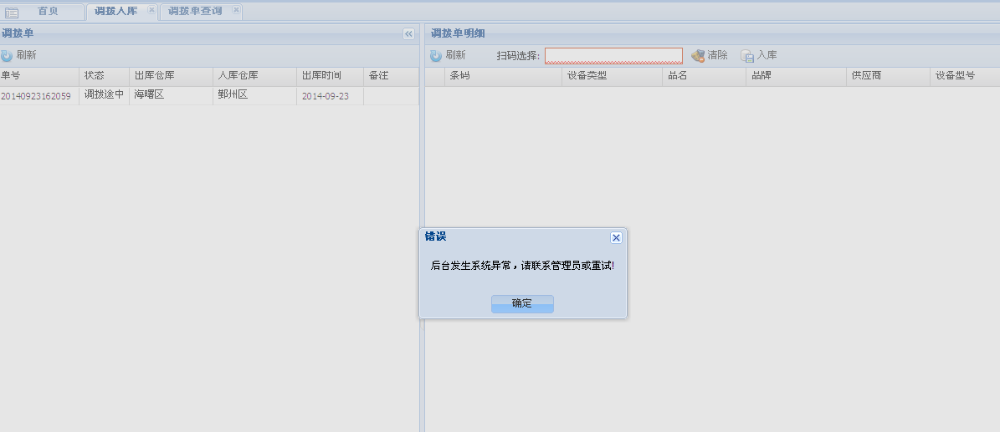 首页 调拨入库 调拨单查询
调拨单 调拨单明细
刷新 刷新 扫码选择: 清除 入库
单号 状态 出库仓库 入库仓库 出库时间 备注 条码 设备类型 品名 品牌 供应商 设备型号
20140923162059 调拨途中 海曙区 鄞州区 2014-09-23
错误
后台发生系统异常，请联系管理员或重试!
确定